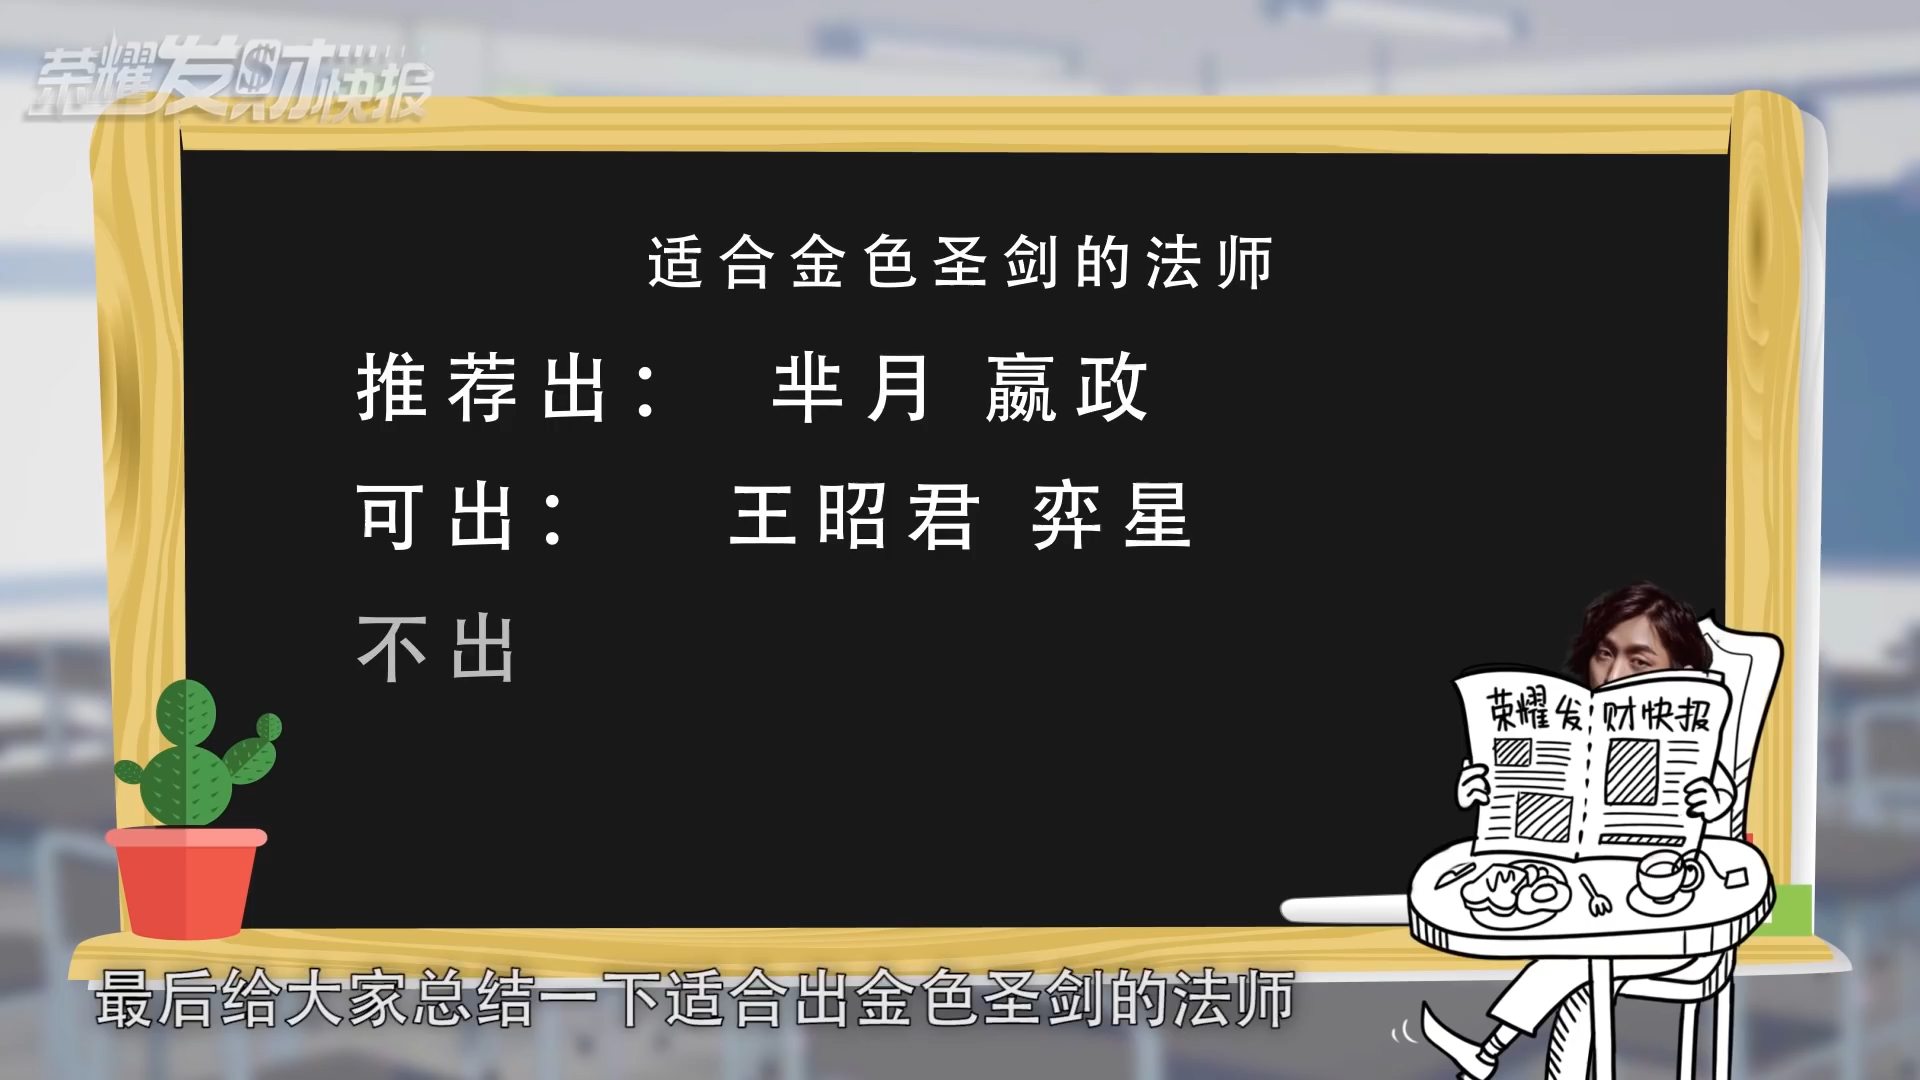 荣耀发财快报
适合金色圣剑的法师
推荐出： 芈月 嬴政
可出： 王昭君 弈星
不出
荣耀发财快报
最后给大家总结一下适合出金色圣剑的法师